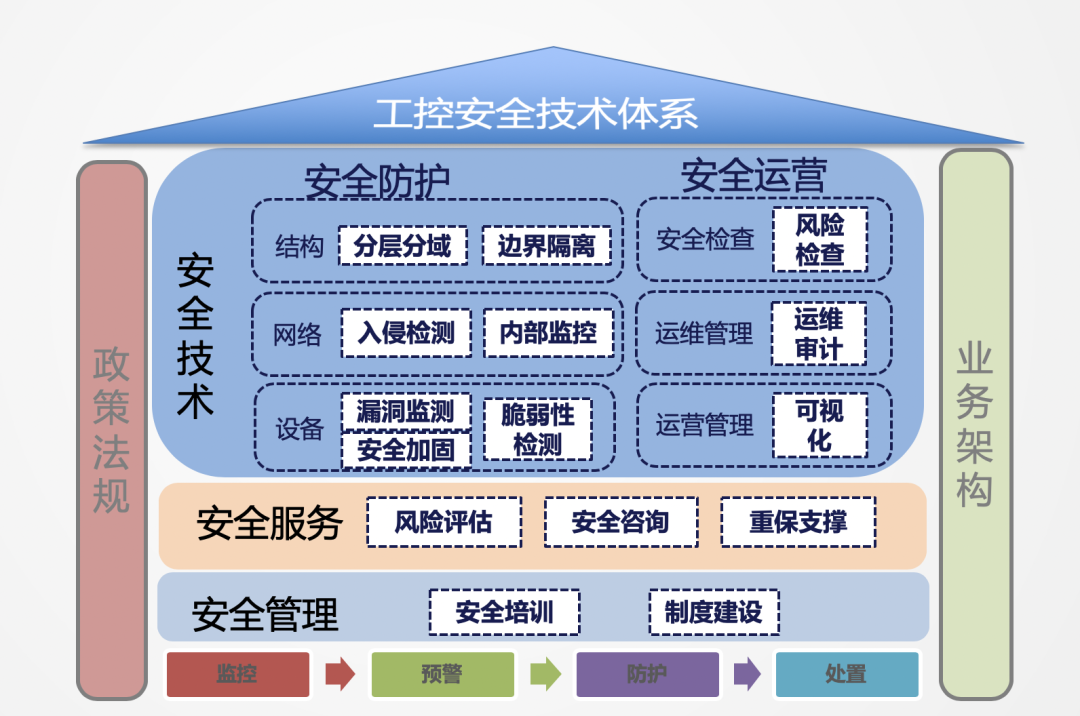 工控安全技术体系
政策法规
安全技术
安全防护
结构
分层分域
边界隔离
网络
入侵检测
内部监控
设备
漏洞监测
安全加固
脆弱性
检测
安全运营
安全检查
风险
检查
运维管理
运维
审计
运营管理
可视
化
安全服务
风险评估
安全咨询
重保支撑
安全管理
安全培训
制度建设
监控
预警
防护
处置
业务架构